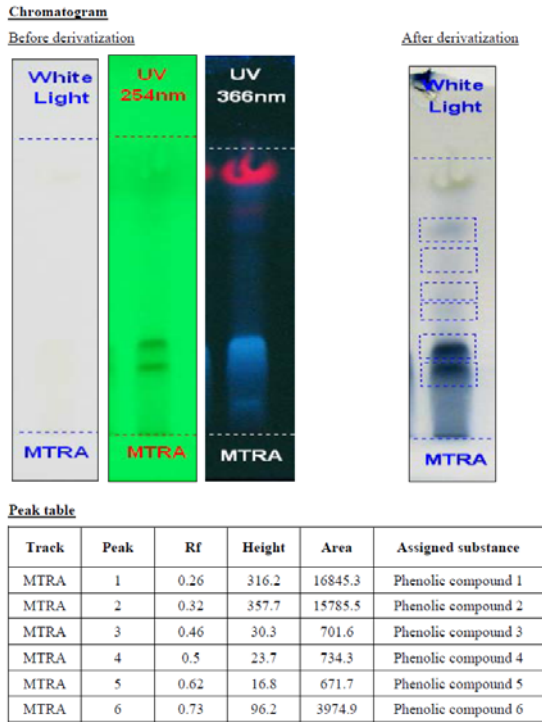 Chromatogram
Before derivatization
After derivatization
White
Light
UV
254nm
UV
366nm
White
Light
MTRA
MTRA
MTRA
MTRA
Peak table
Track Peak Rf Height Area Assigned substance
MTRA 1 0.26 316.2 16845.3 Phenolic compound 1
MTRA 2 0.32 357.7 15785.5 Phenolic compound 2
MTRA 3 0.46 30.3 701.6 Phenolic compound 3
MTRA 4 0.5 23.7 734.3 Phenolic compound 4
MTRA 5 0.62 16.8 671.7 Phenolic compound 5
MTRA 6 0.73 96.2 3974.9 Phenolic compound 6